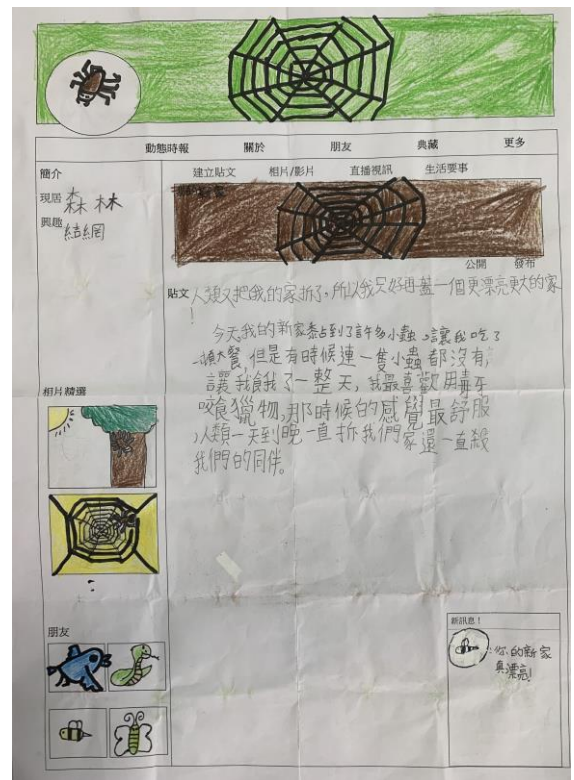 動態時報 關於 朋友 典藏 更多
簡介
現居 森林
興趣 結網
建立貼文 相片/影片 直播視訊 生活要事
公開 發布
貼文 人類又把我的家拆了,所以我只好再蓋一個更漂亮更大的家
!
今天,我的新家黏到了許多小蟲,讓我吃了
一頓大餐,但是有時候連一隻小蟲都沒有,
讓我餓了一整天,我最喜歡用毒牙
咬食獵物,那時候的感覺最舒服
,人類一天到晚一直拆我們家還一直殺
我們的同伴。
相片精選
朋友
新訊息!
:你的新家
真漂亮!